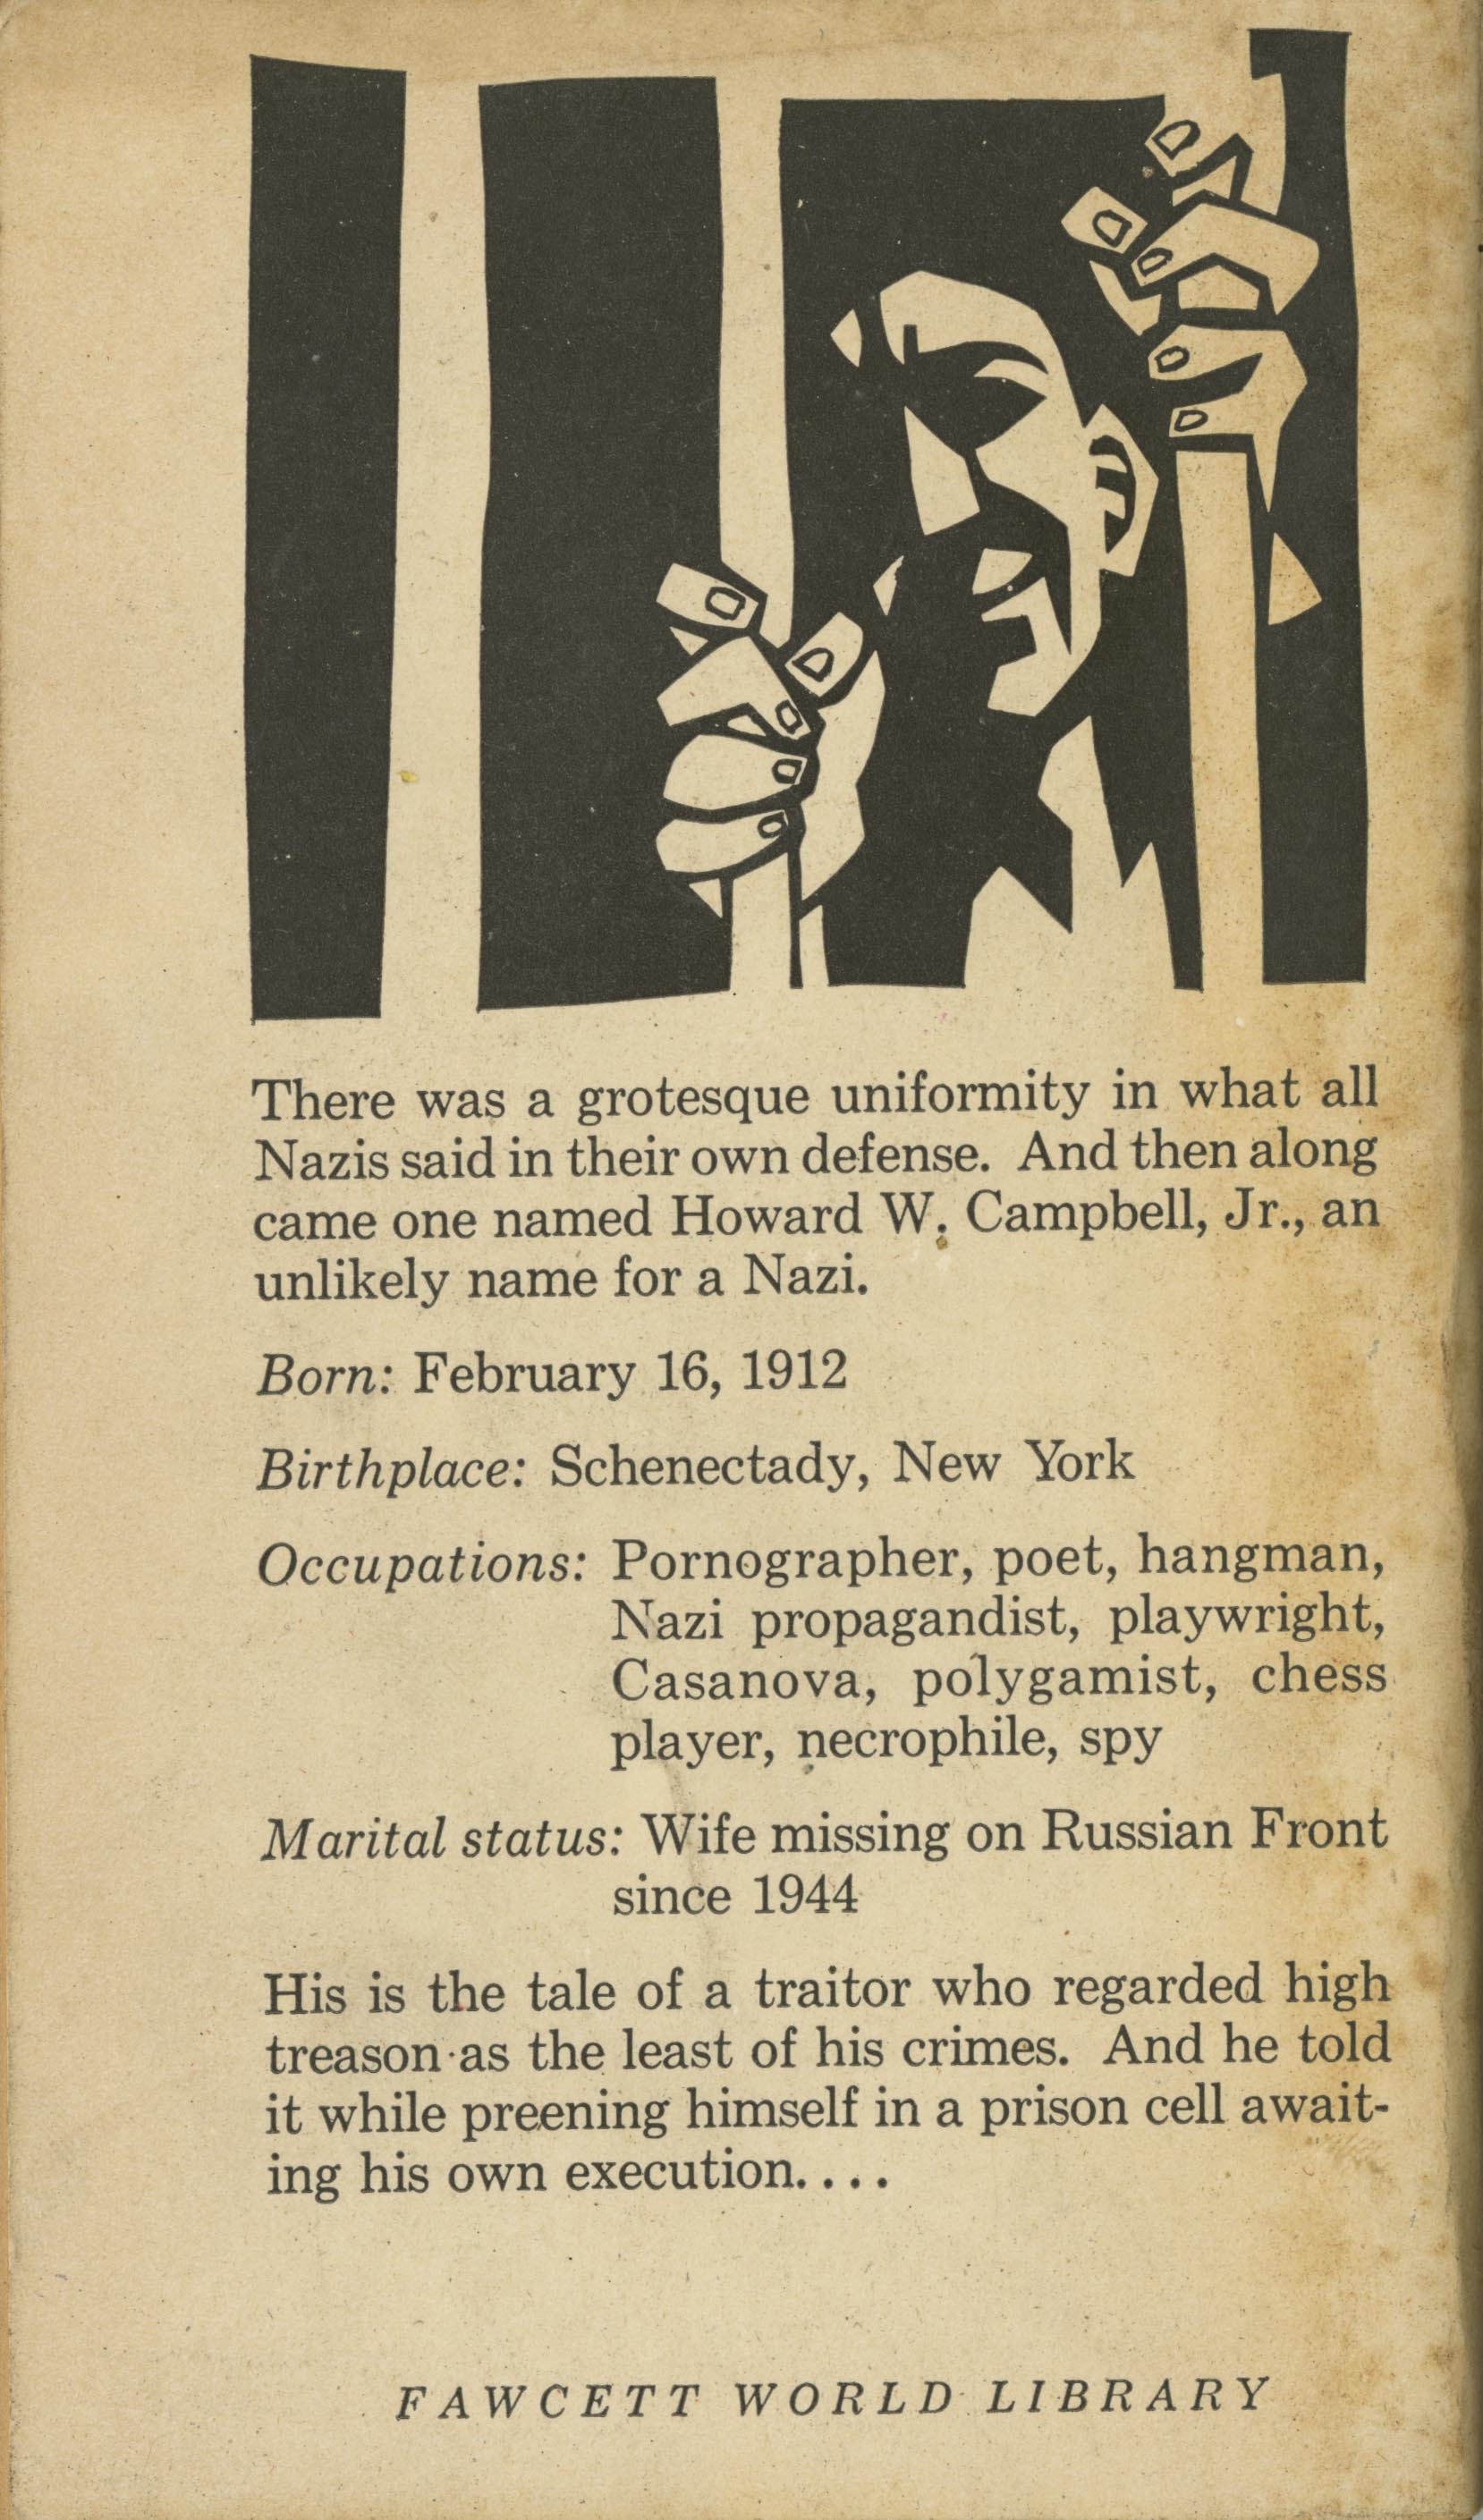 There was a grotesque uniformity in what all
Nazis said in their own defense. And then along
came one named Howard W. Campbell, Jr., an
unlikely name for a Nazi.
Born: February 16, 1912
Birthplace: Schenectady, New York
Occupations: Pornographer, poet, hangman,
Nazi propagandist, playwright,
Casanova, polygamist, chess
player, necrophile, spy
Marital status: Wife missing on Russian Front
since 1944
His is the tale of a traitor who regarded high
treason as the least of his crimes. And he told
it while preening himself in a prison cell await-
ing his own execution. . . .
FAWCETT WORLD LIBRARY